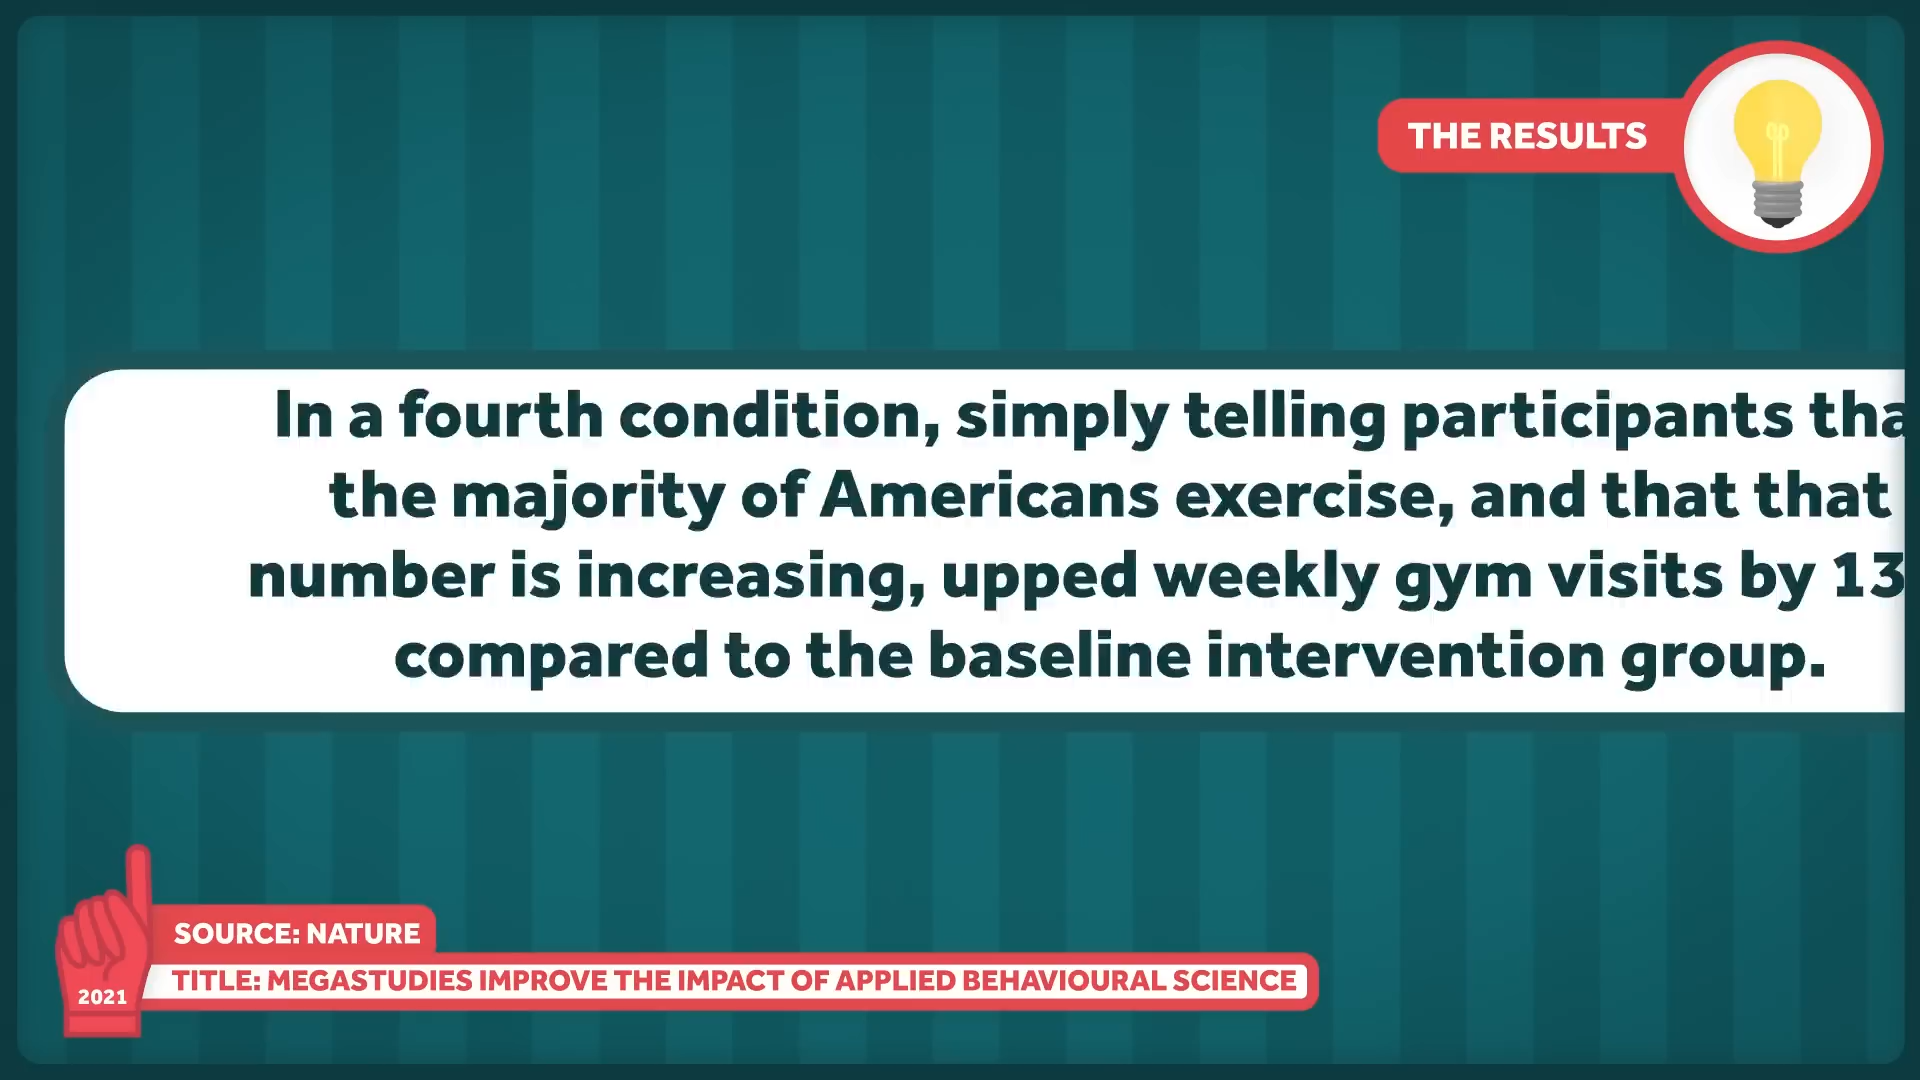 THE RESULTS
In a fourth condition, simply telling participants tha
the majority of Americans exercise, and that that
number is increasing, upped weekly gym visits by 13
compared to the baseline intervention group.
SOURCE: NATURE
TITLE: MEGASTUDIES IMPROVE THE IMPACT OF APPLIED BEHAVIOURAL SCIENCE
2021